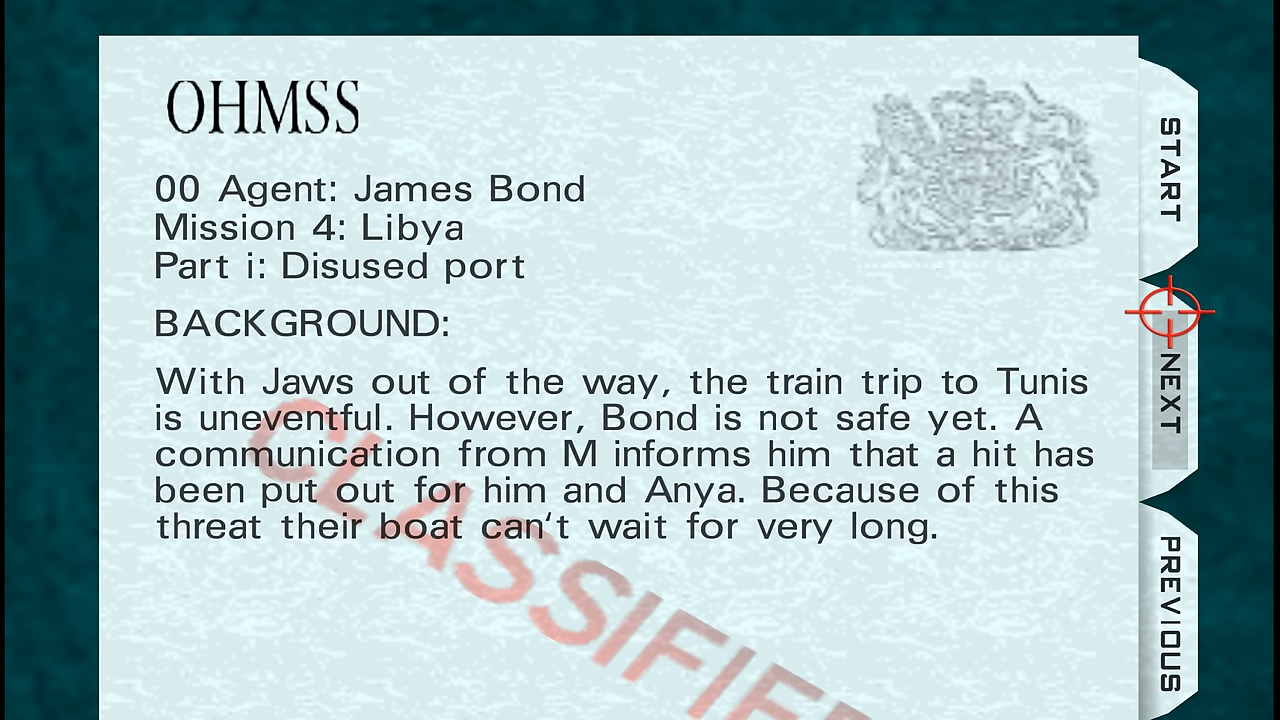 OHMSS
00 Agent: James Bond
Mission 4: Libya
Part i: Disused port
BACKGROUND:
With Jaws out of the way, the train trip to Tunis
is uneventful. However, Bond is not safe yet. A
communication from M informs him that a hit has
been put out for him and Anya. Because of this
threat their boat can't wait for very long.
CLASSIFIED
START
NEXT
PREVIOUS